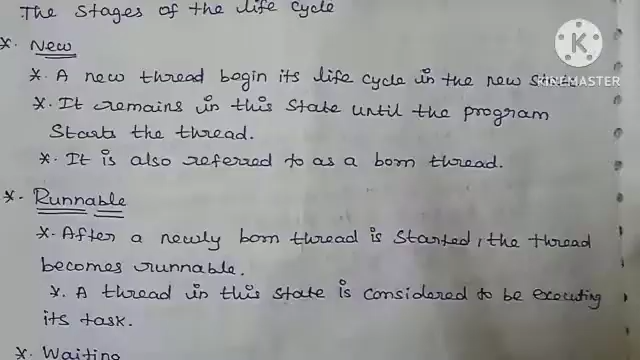 The Stages of the life cycle
*. New
*. A new thread begin its life cycle in the new state
*. It remains in this State until the program
Starts the thread.
*. It is also referred to as a born thread.
*. Runnable
*. After a newly born thread is Started, the thread
becomes runnable.
*. A thread in this state is considered to be executing
its task.
*. Waiting
K
KINEMASTER